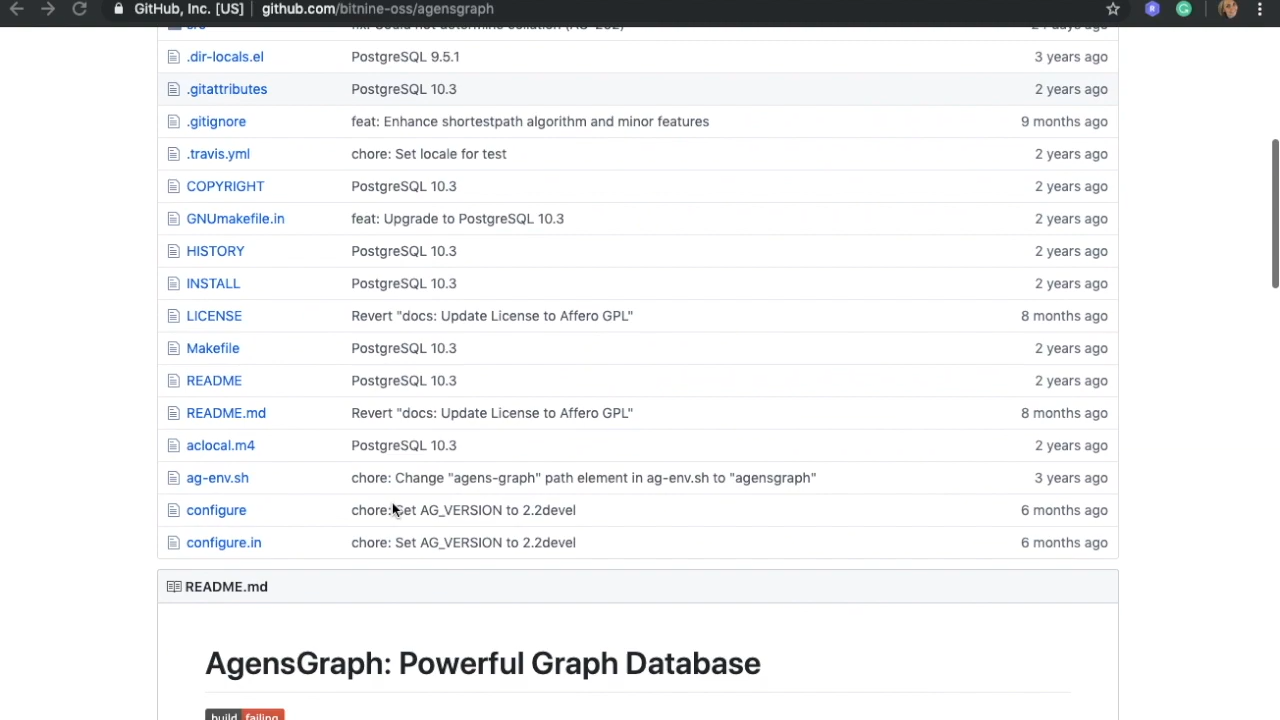 GitHub, Inc. [US] github.com/bitnine-oss/agensgraph
.dir-locals.el PostgreSQL 9.5.1 3 years ago
.gitattributes PostgreSQL 10.3 2 years ago
.gitignore feat: Enhance shortestpath algorithm and minor features 9 months ago
.travis.yml chore: Set locale for test 2 years ago
COPYRIGHT PostgreSQL 10.3 2 years ago
GNUmakefile.in feat: Upgrade to PostgreSQL 10.3 2 years ago
HISTORY PostgreSQL 10.3 2 years ago
INSTALL PostgreSQL 10.3 2 years ago
LICENSE Revert "docs: Update License to Affero GPL" 8 months ago
Makefile PostgreSQL 10.3 2 years ago
README PostgreSQL 10.3 2 years ago
README.md Revert "docs: Update License to Affero GPL" 8 months ago
aclocal.m4 PostgreSQL 10.3 2 years ago
ag-env.sh chore: Change "agens-graph" path element in ag-env.sh to "agensgraph" 3 years ago
configure chore: Set AG_VERSION to 2.2devel 6 months ago
configure.in chore: Set AG_VERSION to 2.2devel 6 months ago
README.md
AgensGraph: Powerful Graph Database
build failing